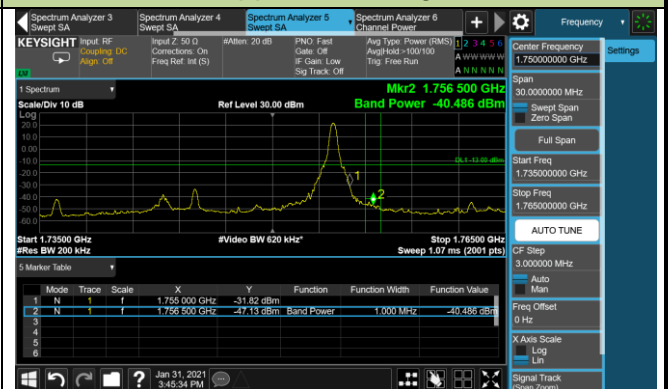 Spectrum Analyzer 3
Swept SA
Spectrum Analyzer 4
Swept SA
Spectrum Analyzer 5
Swept SA
Spectrum Analyzer 6
Channel Power
Frequency
KEYSIGHT
Input: RF
Coupling: DC
Align: Off
Input Z: 50 Ω
Corrections: On
Freq Ref: Int (S)
#Atten: 20 dB
PNO: Fast
Gate: Off
IF Gain: Low
Sig Track: Off
Avg Type: Power (RMS)
Avg|Hold:>100/100
Trig: Free Run
1 2 3 4 5 6
A W W W W W
A N N N N N
LVI
1 Spectrum
Scale/Div 10 dB
Ref Level 30.00 dBm
Mkr2 1.756 500 GHz
Band Power -40.486 dBm
Log
20.0
10.0
0.00
-10.0
-20.0
-30.0
-40.0
-50.0
-60.0
DL1 -13.00 dBm
1
2
Start 1.73500 GHz
#Res BW 200 kHz
#Video BW 620 kHz*
Stop 1.76500 GHz
Sweep 1.07 ms (2001 pts)
5 Marker Table
Mode Trace Scale X Y Function Function Width Function Value
1 N 1 f 1.755 000 GHz -31.82 dBm
2 N 1 f 1.756 500 GHz -47.13 dBm Band Power 1.000 MHz -40.486 dBm
3
4
5
6
Jan 31, 2021
3:45:34 PM
Center Frequency
1.750000000 GHz
Settings
Span
30.0000000 MHz
Swept Span
Zero Span
Full Span
Start Freq
1.735000000 GHz
Stop Freq
1.765000000 GHz
AUTO TUNE
CF Step
3.000000 MHz
Auto
Man
Freq Offset
0 Hz
X Axis Scale
Log
Lin
Signal Track
(Span Zoom)